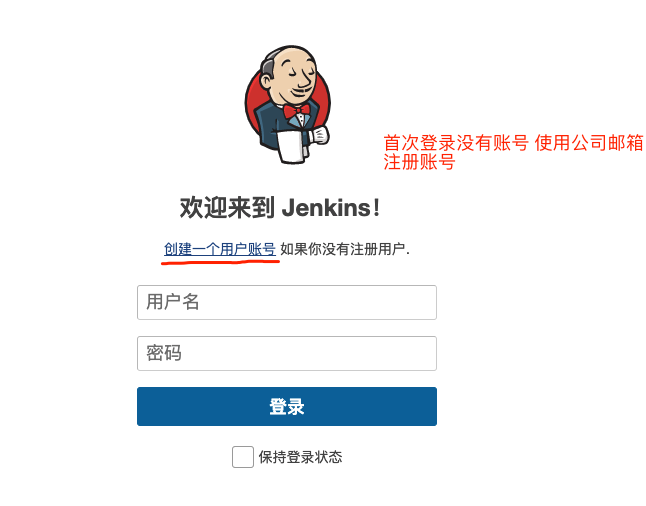 首次登录没有账号 使用公司邮箱
注册账号
欢迎来到 Jenkins！
创建一个用户账号 如果你没有注册用户.
用户名
密码
登录
保持登录状态